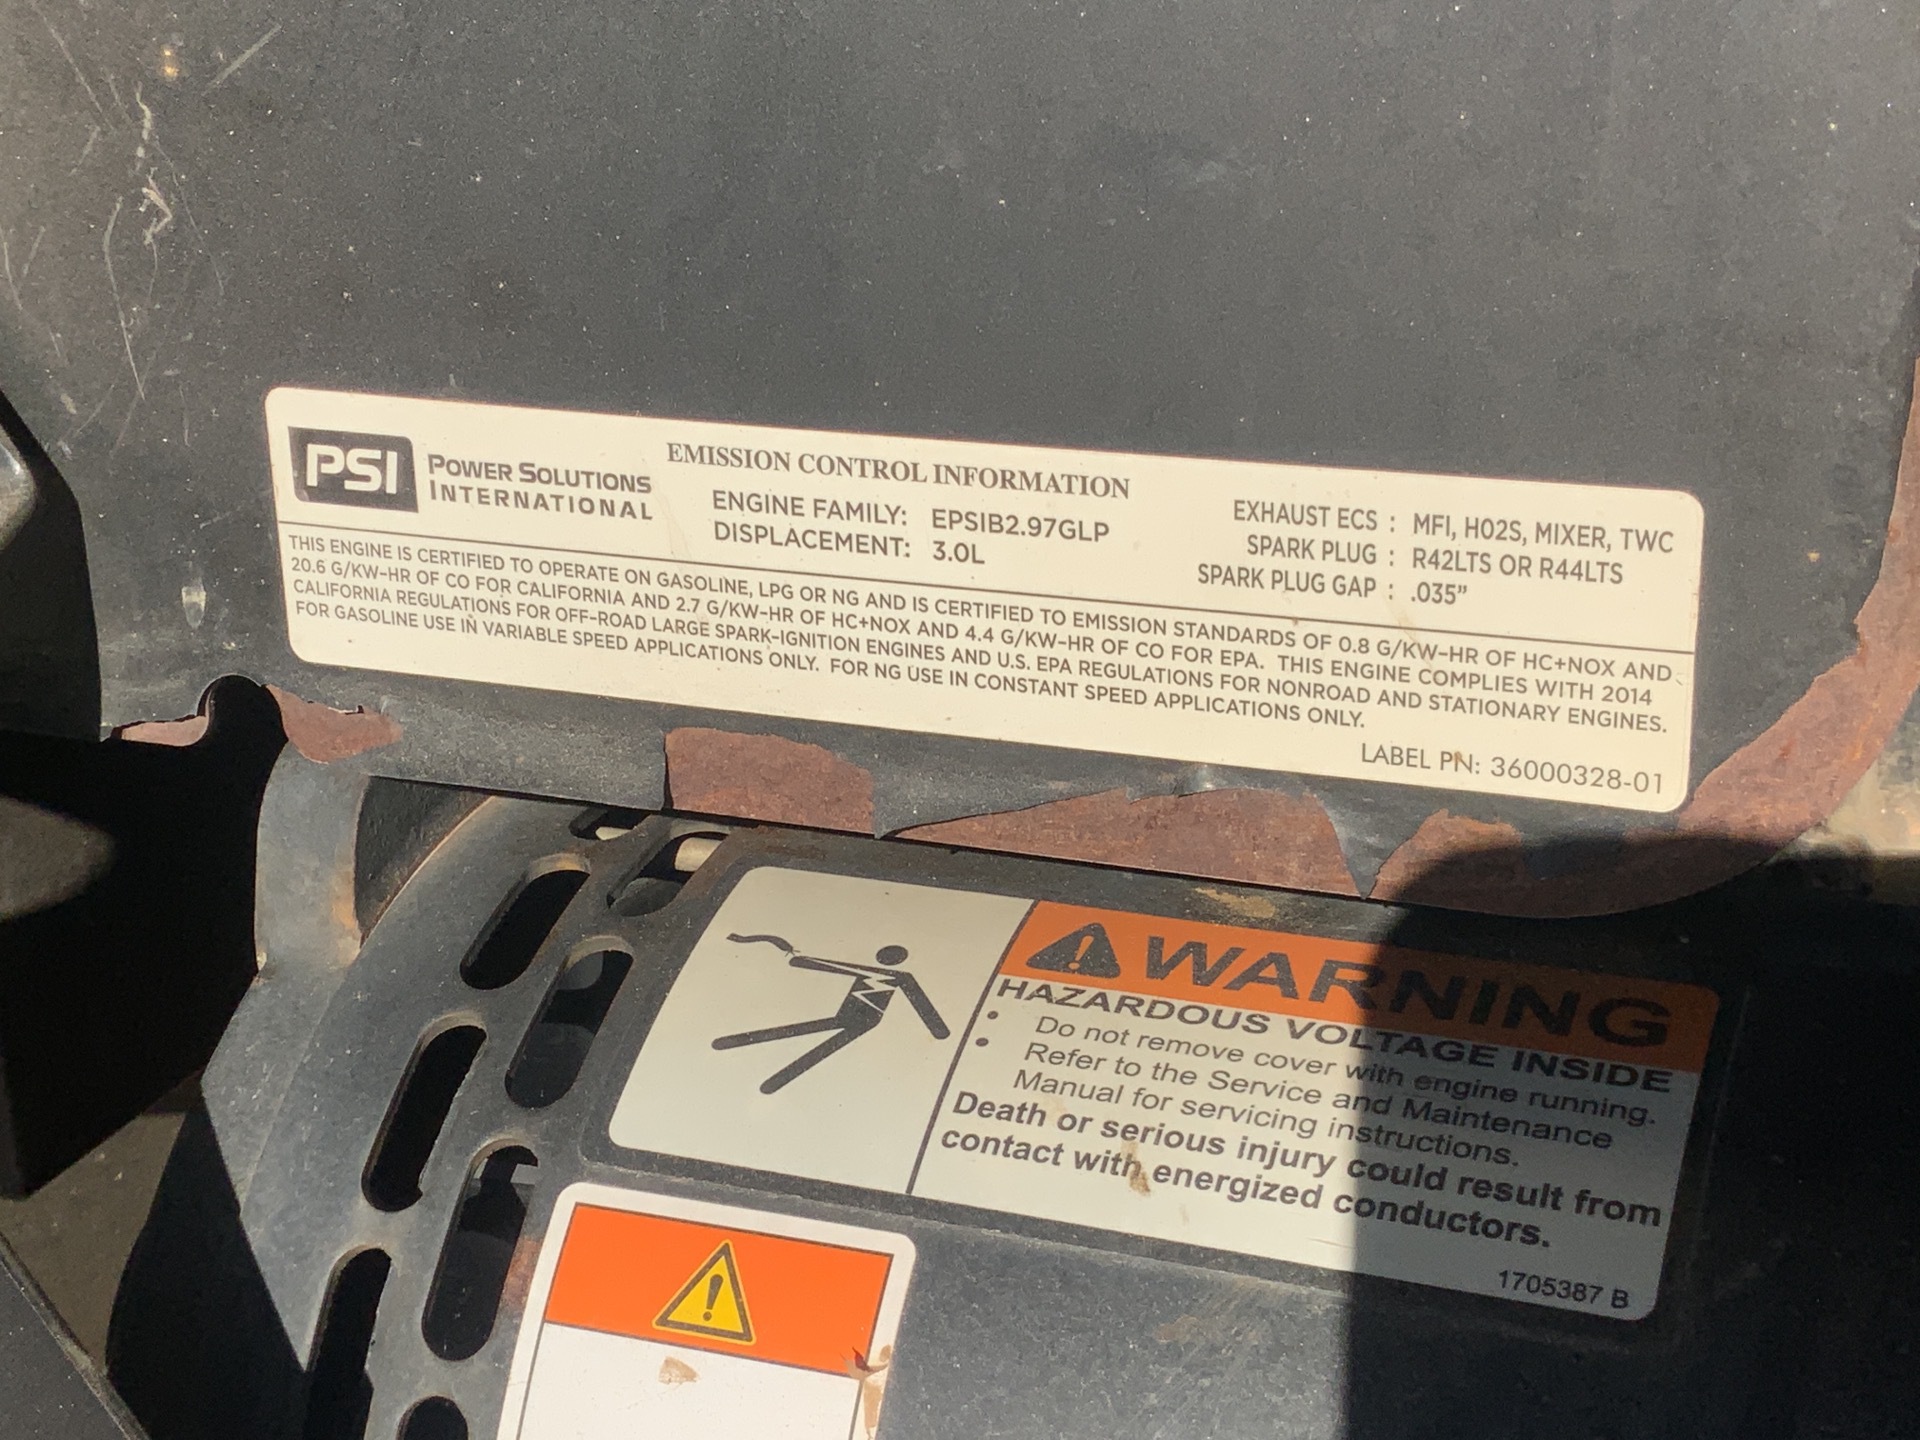 PSI
POWER SOLUTIONS
INTERNATIONAL
EMISSION CONTROL INFORMATION
ENGINE FAMILY: EPSIB2.97GLP
DISPLACEMENT: 3.0L
EXHAUST ECS : MFI, HO2S, MIXER, TWC
SPARK PLUG : R42LTS OR R44LTS
SPARK PLUG GAP : .035”
THIS ENGINE IS CERTIFIED TO OPERATE ON GASOLINE, LPG OR NG AND IS CERTIFIED TO EMISSION STANDARDS OF 0.8 G/KW-HR OF HC+NOX AND
20.6 G/KW-HR OF CO FOR CALIFORNIA AND 2.7 G/KW-HR OF HC+NOX AND 4.4 G/KW-HR OF CO FOR EPA. THIS ENGINE COMPLIES WITH 2014
CALIFORNIA REGULATIONS FOR OFF-ROAD LARGE SPARK-IGNITION ENGINES AND U.S. EPA REGULATIONS FOR NONROAD AND STATIONARY ENGINES.
FOR GASOLINE USE IN VARIABLE SPEED APPLICATIONS ONLY. FOR NG USE IN CONSTANT SPEED APPLICATIONS ONLY.
LABEL PN: 36000328-01
WARNING
HAZARDOUS VOLTAGE INSIDE
• Do not remove cover with engine running.
• Refer to the Service and Maintenance
Manual for servicing instructions.
Death or serious injury could result from
contact with energized conductors.
1705387 B